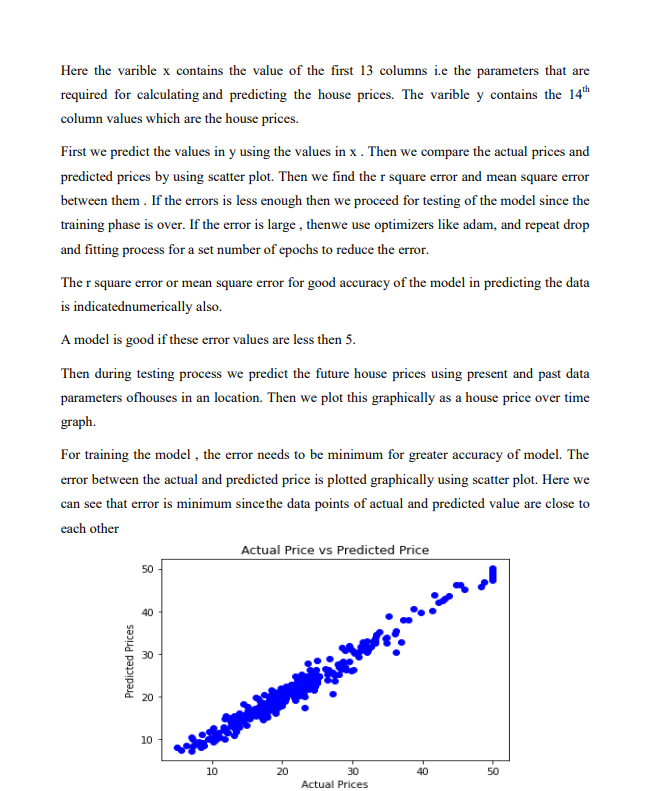 Here the varible x contains the value of the first 13 columns i.e the parameters that are
required for calculating and predicting the house prices. The varible y contains the 14th
column values which are the house prices.
First we predict the values in y using the values in x . Then we compare the actual prices and
predicted prices by using scatter plot. Then we find the r square error and mean square error
between them . If the errors is less enough then we proceed for testing of the model since the
training phase is over. If the error is large , thenwe use optimizers like adam, and repeat drop
and fitting process for a set number of epochs to reduce the error.
The r square error or mean square error for good accuracy of the model in predicting the data
is indicatednumerically also.
A model is good if these error values are less then 5.
Then during testing process we predict the future house prices using present and past data
parameters ofhouses in an location. Then we plot this graphically as a house price over time
graph.
For training the model , the error needs to be minimum for greater accuracy of model. The
error between the actual and predicted price is plotted graphically using scatter plot. Here we
can see that error is minimum sincethe data points of actual and predicted value are close to
each other
Actual Price vs Predicted Price
50
40
30
20
10
Predicted Prices
10 20 30 40 50
Actual Prices